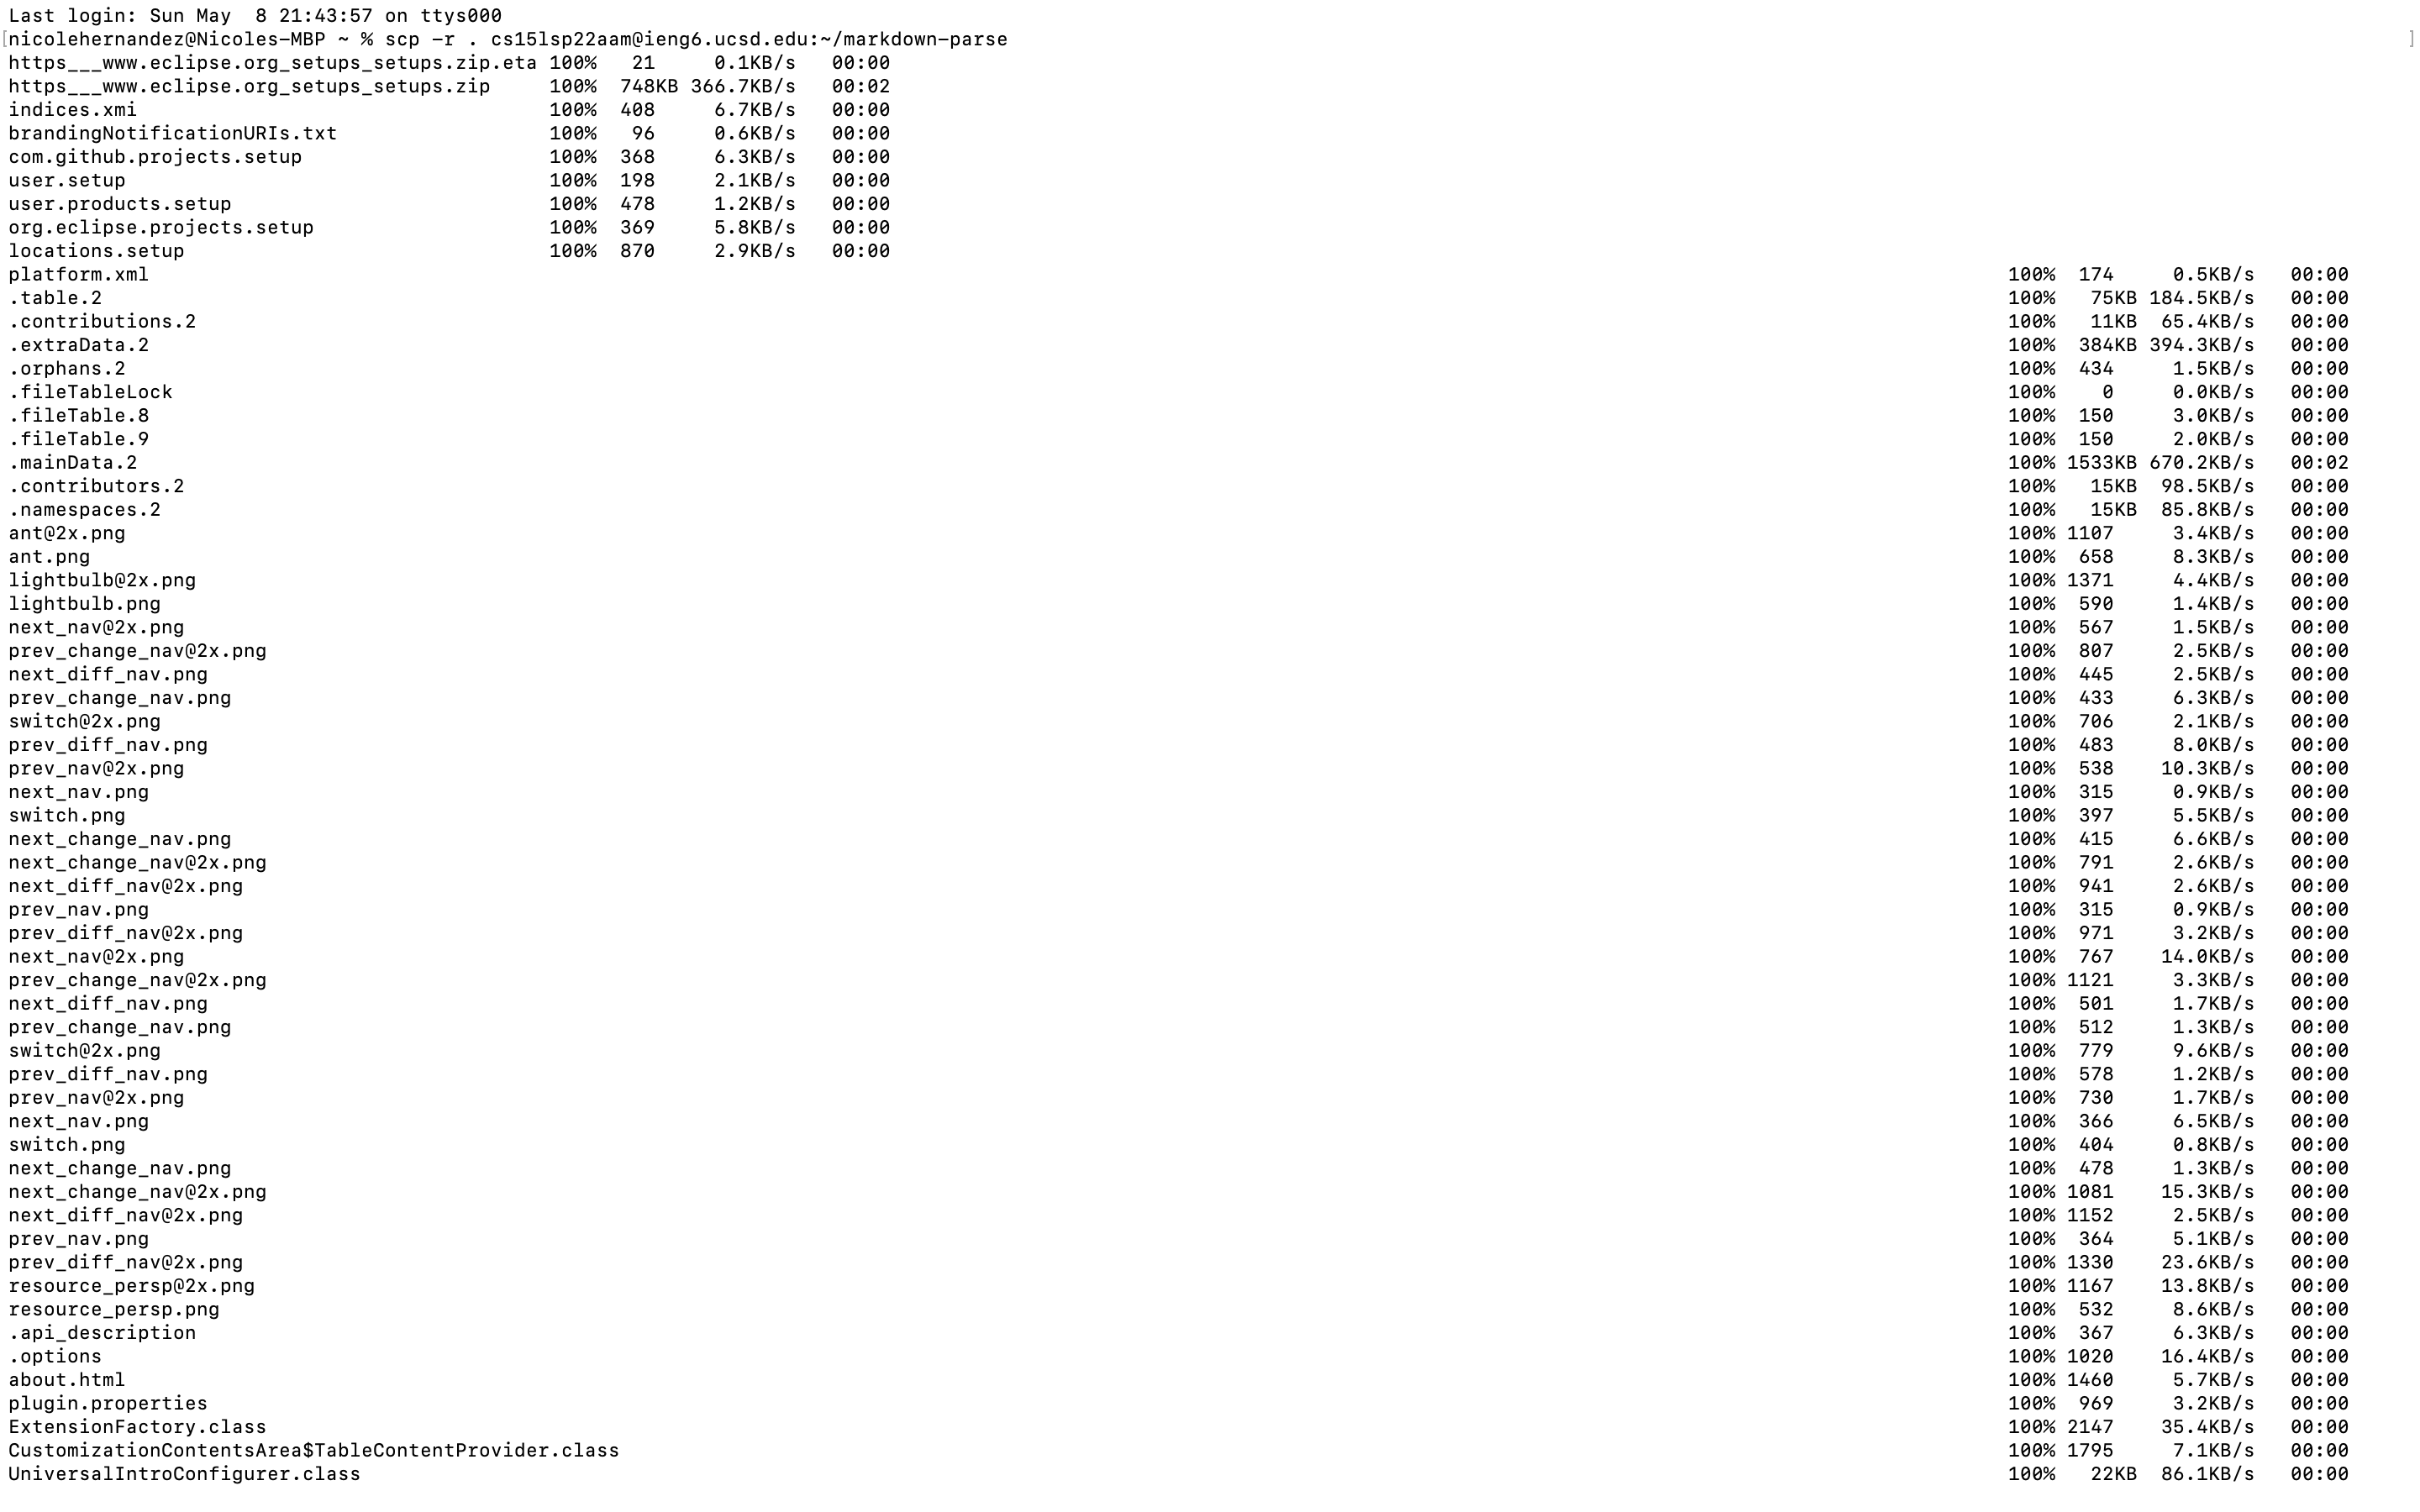 Last login: Sun May  8 21:43:57 on ttys000
[nicolehernandez@Nicoles-MBP ~ % scp -r . cs15lsp22aam@ieng6.ucsd.edu:~/markdown-parse ]
https___www.eclipse.org_setups_setups.zip.eta 100%   21     0.1KB/s   00:00
https___www.eclipse.org_setups_setups.zip     100%  748KB 366.7KB/s   00:02
indices.xmi                                   100%  408     6.7KB/s   00:00
brandingNotificationURIs.txt                  100%   96     0.6KB/s   00:00
com.github.projects.setup                     100%  368     6.3KB/s   00:00
user.setup                                    100%  198     2.1KB/s   00:00
user.products.setup                           100%  478     1.2KB/s   00:00
org.eclipse.projects.setup                    100%  369     5.8KB/s   00:00
locations.setup                               100%  870     2.9KB/s   00:00
platform.xml 100%  174     0.5KB/s   00:00
.table.2 100%   75KB 184.5KB/s   00:00
.contributions.2 100%   11KB  65.4KB/s   00:00
.extraData.2 100%  384KB 394.3KB/s   00:00
.orphans.2 100%  434     1.5KB/s   00:00
.fileTableLock 100%    0     0.0KB/s   00:00
.fileTable.8 100%  150     3.0KB/s   00:00
.fileTable.9 100%  150     2.0KB/s   00:00
.mainData.2 100% 1533KB 670.2KB/s   00:02
.contributors.2 100%   15KB  98.5KB/s   00:00
.namespaces.2 100%   15KB  85.8KB/s   00:00
ant@2x.png 100% 1107     3.4KB/s   00:00
ant.png 100%  658     8.3KB/s   00:00
lightbulb@2x.png 100% 1371     4.4KB/s   00:00
lightbulb.png 100%  590     1.4KB/s   00:00
next_nav@2x.png 100%  567     1.5KB/s   00:00
prev_change_nav@2x.png 100%  807     2.5KB/s   00:00
next_diff_nav.png 100%  445     2.5KB/s   00:00
prev_change_nav.png 100%  433     6.3KB/s   00:00
switch@2x.png 100%  706     2.1KB/s   00:00
prev_diff_nav.png 100%  483     8.0KB/s   00:00
prev_nav@2x.png 100%  538    10.3KB/s   00:00
next_nav.png 100%  315     0.9KB/s   00:00
switch.png 100%  397     5.5KB/s   00:00
next_change_nav.png 100%  415     6.6KB/s   00:00
next_change_nav@2x.png 100%  791     2.6KB/s   00:00
next_diff_nav@2x.png 100%  941     2.6KB/s   00:00
prev_nav.png 100%  315     0.9KB/s   00:00
prev_diff_nav@2x.png 100%  971     3.2KB/s   00:00
next_nav@2x.png 100%  767    14.0KB/s   00:00
prev_change_nav@2x.png 100% 1121     3.3KB/s   00:00
next_diff_nav.png 100%  501     1.7KB/s   00:00
prev_change_nav.png 100%  512     1.3KB/s   00:00
switch@2x.png 100%  779     9.6KB/s   00:00
prev_diff_nav.png 100%  578     1.2KB/s   00:00
prev_nav@2x.png 100%  730     1.7KB/s   00:00
next_nav.png 100%  366     6.5KB/s   00:00
switch.png 100%  404     0.8KB/s   00:00
next_change_nav.png 100%  478     1.3KB/s   00:00
next_change_nav@2x.png 100% 1081    15.3KB/s   00:00
next_diff_nav@2x.png 100% 1152     2.5KB/s   00:00
prev_nav.png 100%  364     5.1KB/s   00:00
prev_diff_nav@2x.png 100% 1330    23.6KB/s   00:00
resource_persp@2x.png 100% 1167    13.8KB/s   00:00
resource_persp.png 100%  532     8.6KB/s   00:00
.api_description 100%  367     6.3KB/s   00:00
.options 100% 1020    16.4KB/s   00:00
about.html 100% 1460     5.7KB/s   00:00
plugin.properties 100%  969     3.2KB/s   00:00
ExtensionFactory.class 100% 2147    35.4KB/s   00:00
CustomizationContentsArea$TableContentProvider.class 100% 1795     7.1KB/s   00:00
UniversalIntroConfigurer.class 100%   22KB  86.1KB/s   00:00